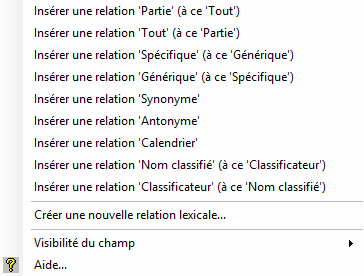 Insérer une relation 'Partie' (à ce 'Tout')
Insérer une relation 'Tout' (à ce 'Partie')
Insérer une relation 'Spécifique' (à ce 'Générique')
Insérer une relation 'Générique' (à ce 'Spécifique')
Insérer une relation 'Synonyme'
Insérer une relation 'Antonyme'
Insérer une relation 'Calendrier'
Insérer une relation 'Nom classifié' (à ce 'Classificateur')
Insérer une relation 'Classificateur' (à ce 'Nom classifié')
Créer une nouvelle relation lexicale...
Visibilité du champ
Aide...